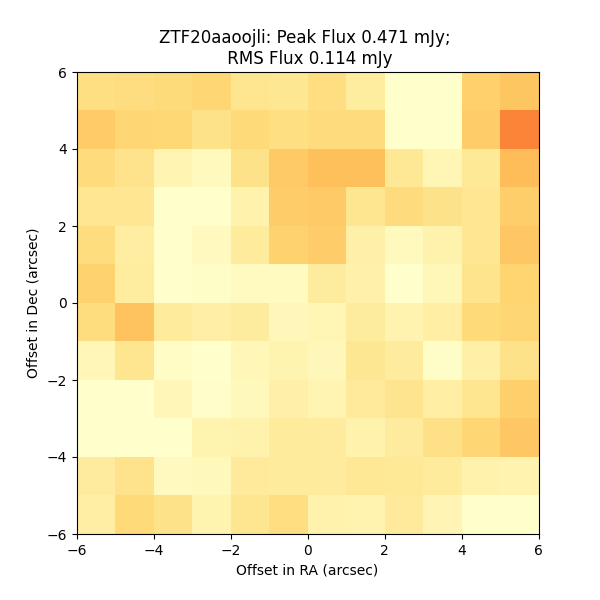 ZTF20aaoojli: Peak Flux 0.471 mJy;
RMS Flux 0.114 mJy
6
4
2
0
−2
−4
−6
Offset in Dec (arcsec)
−6 −4 −2 0 2 4 6
Offset in RA (arcsec)